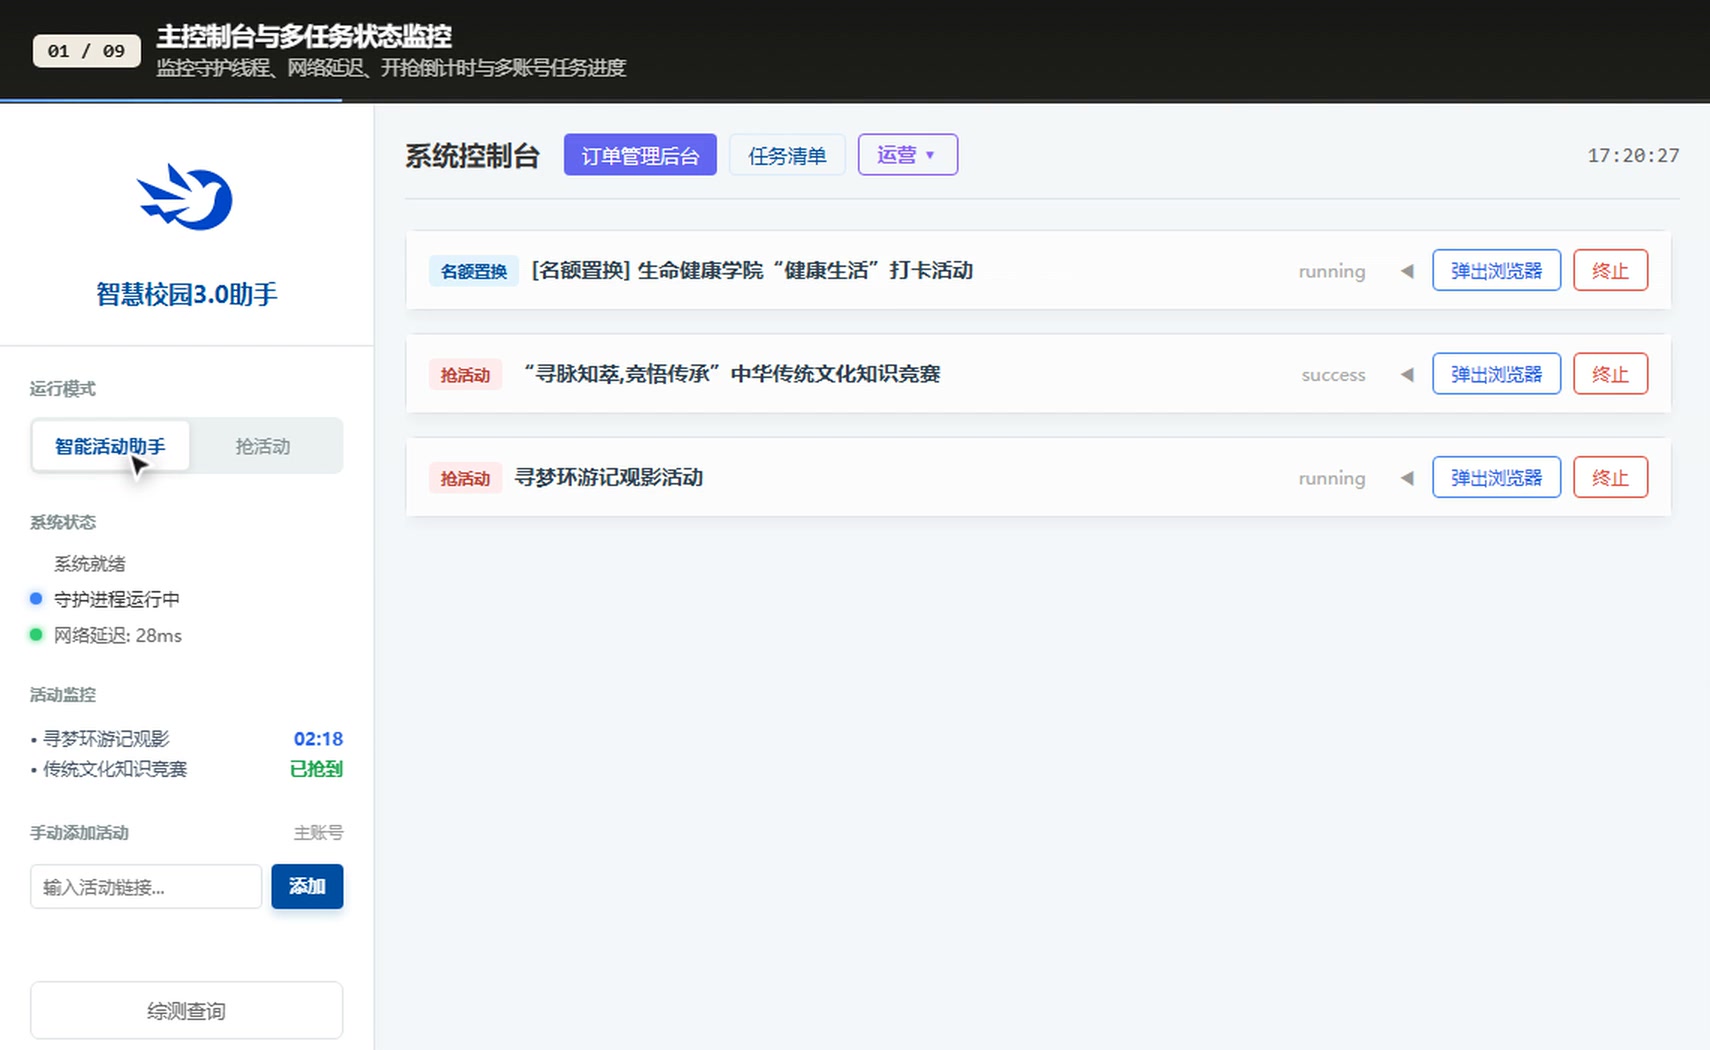 01 / 09
主控制台与多任务状态监控
监控守护线程、网络延迟、开抢倒计时与多账号任务进度
智慧校园3.0助手
运行模式
智能活动助手 抢活动
系统状态
系统就绪
守护进程运行中
网络延迟: 28ms
活动监控
• 寻梦环游记观影 02:18
• 传统文化知识竞赛 已抢到
手动添加活动 主账号
输入活动链接... 添加
综测查询
系统控制台 订单管理后台 任务清单 运营 ▼ 17:20:27
名额置换 [名额置换] 生命健康学院“健康生活”打卡活动 running ◀ 弹出浏览器 终止
抢活动 “寻脉知萃,竞悟传承”中华传统文化知识竞赛 success ◀ 弹出浏览器 终止
抢活动 寻梦环游记观影活动 running ◀ 弹出浏览器 终止